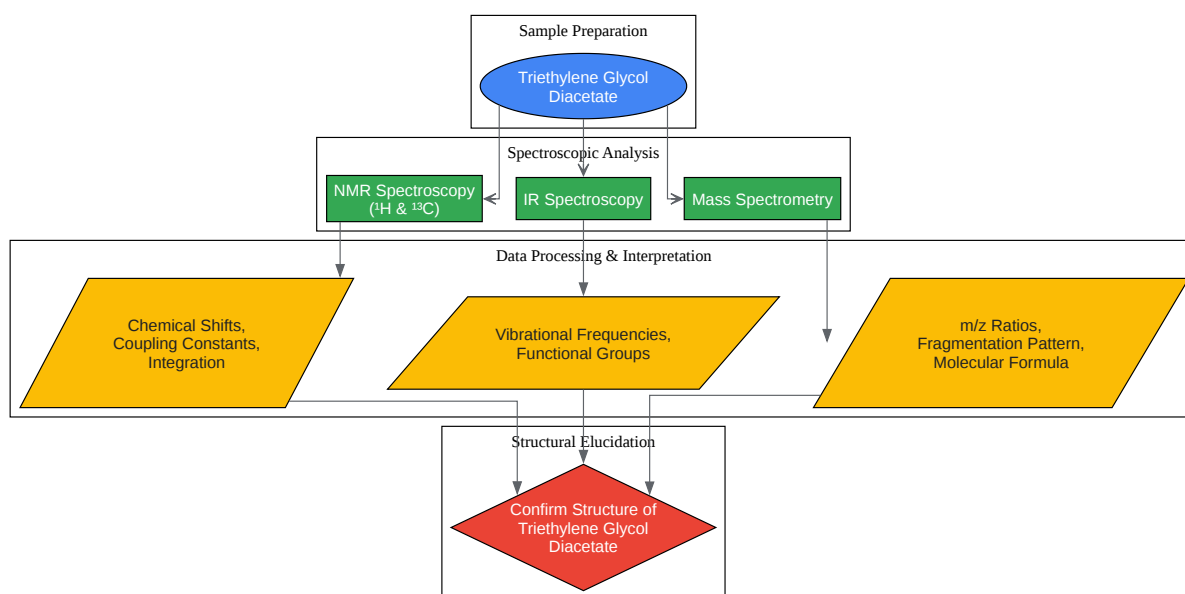 Sample Preparation
Triethylene Glycol
Diacetate
Spectroscopic Analysis
NMR Spectroscopy
(¹H & ¹³C)
IR Spectroscopy
Mass Spectrometry
Data Processing & Interpretation
Chemical Shifts,
Coupling Constants,
Integration
Vibrational Frequencies,
Functional Groups
m/z Ratios,
Fragmentation Pattern,
Molecular Formula
Structural Elucidation
Confirm Structure of
Triethylene Glycol
Diacetate